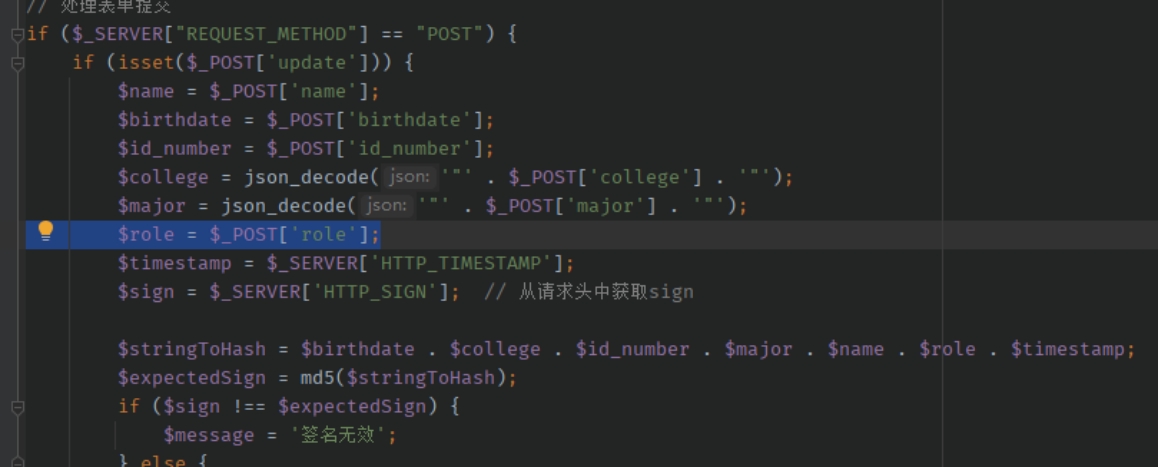 // 处理表单提交
if ($_SERVER["REQUEST_METHOD"] == "POST") {
if (isset($_POST['update'])) {
$name = $_POST['name'];
$birthdate = $_POST['birthdate'];
$id_number = $_POST['id_number'];
$college = json_decode( json: '"' . $_POST['college'] . '"');
$major = json_decode( json: '"' . $_POST['major'] . '"');
$role = $_POST['role'];
$timestamp = $_SERVER['HTTP_TIMESTAMP'];
$sign = $_SERVER['HTTP_SIGN']; // 从请求头中获取sign
$stringToHash = $birthdate . $college . $id_number . $major . $name . $role . $timestamp;
$expectedSign = md5($stringToHash);
if ($sign !== $expectedSign) {
$message = '签名无效';
} else {